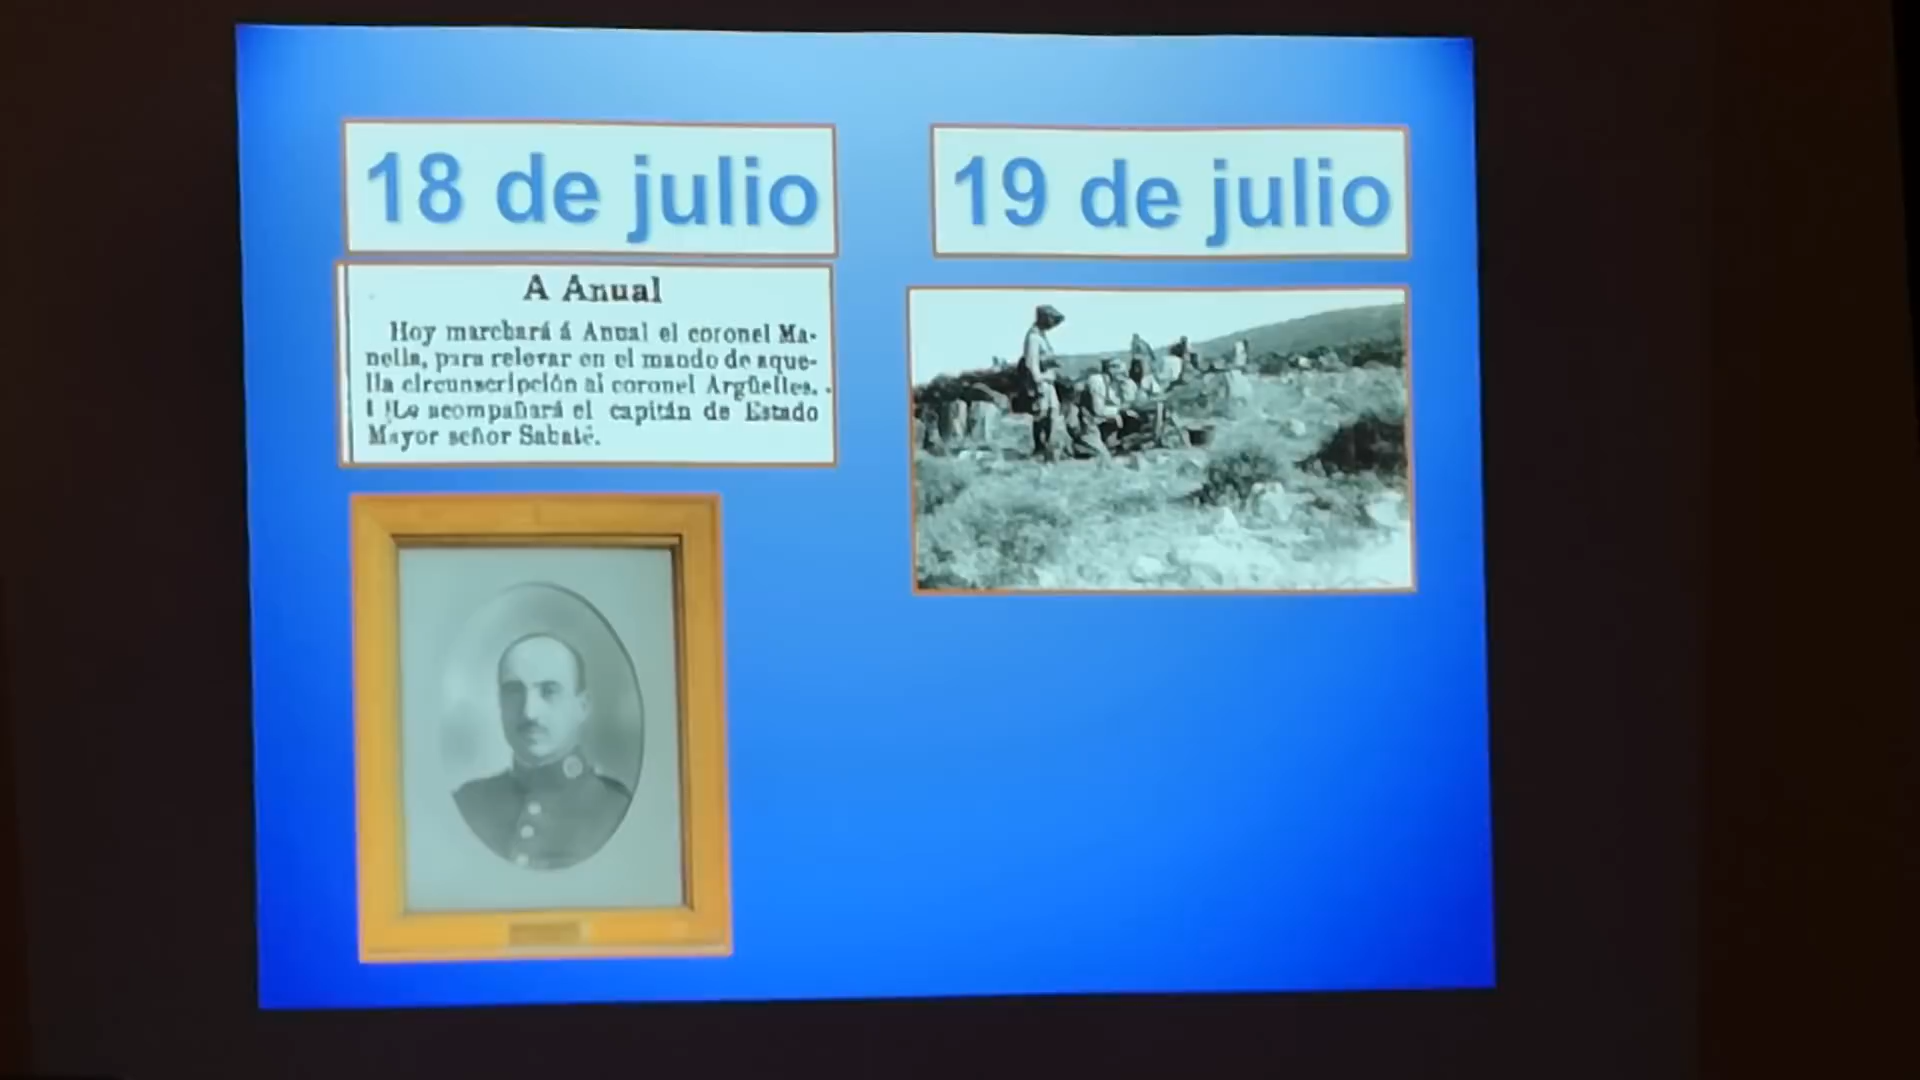 18 de julio
19 de julio
A Anual
Hoy marchará á Anual el coronel Ma-
nella, para relevar en el mando de aque-
lla circunscripción al coronel Argüelles.
Le acompañará el capitán de Estado
Mayor señor Sabaté.